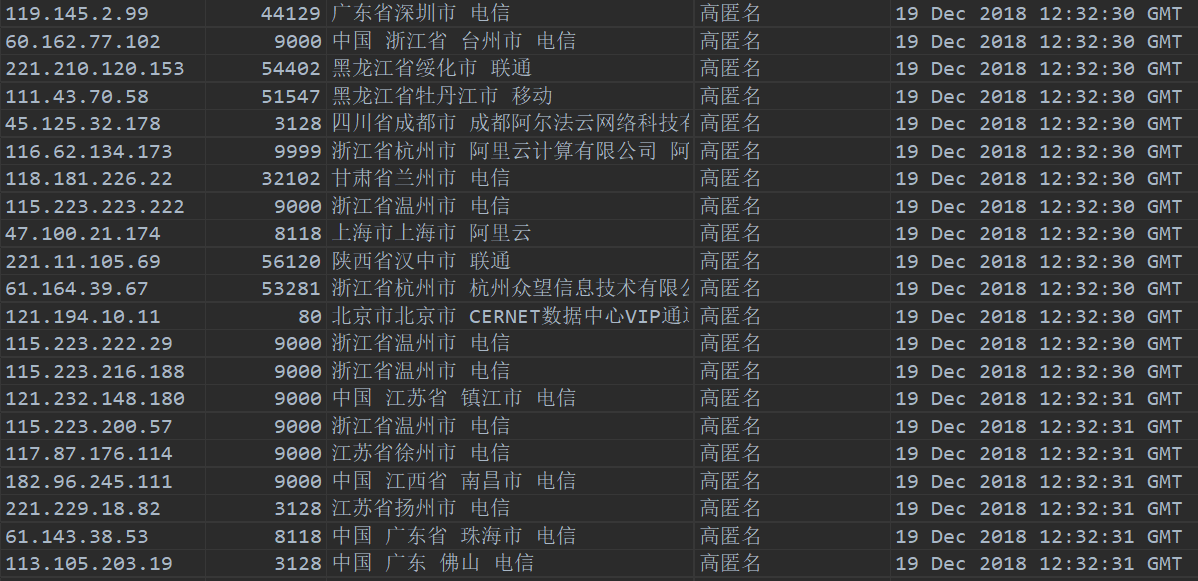 119.145.2.99 44129 广东省深圳市 电信 高匿名 19 Dec 2018 12:32:30 GMT
60.162.77.102 9000 中国 浙江省 台州市 电信 高匿名 19 Dec 2018 12:32:30 GMT
221.210.120.153 54402 黑龙江省绥化市 联通 高匿名 19 Dec 2018 12:32:30 GMT
111.43.70.58 51547 黑龙江省牡丹江市 移动 高匿名 19 Dec 2018 12:32:30 GMT
45.125.32.178 3128 四川省成都市 成都阿尔法云网络科技有 高匿名 19 Dec 2018 12:32:30 GMT
116.62.134.173 9999 浙江省杭州市 阿里云计算有限公司 阿 高匿名 19 Dec 2018 12:32:30 GMT
118.181.226.22 32102 甘肃省兰州市 电信 高匿名 19 Dec 2018 12:32:30 GMT
115.223.223.222 9000 浙江省温州市 电信 高匿名 19 Dec 2018 12:32:30 GMT
47.100.21.174 8118 上海市上海市 阿里云 高匿名 19 Dec 2018 12:32:30 GMT
221.11.105.69 56120 陕西省汉中市 联通 高匿名 19 Dec 2018 12:32:30 GMT
61.164.39.67 53281 浙江省杭州市 杭州众望信息技术有限公 高匿名 19 Dec 2018 12:32:30 GMT
121.194.10.11 80 北京市北京市 CERNET数据中心VIP通 高匿名 19 Dec 2018 12:32:30 GMT
115.223.222.29 9000 浙江省温州市 电信 高匿名 19 Dec 2018 12:32:30 GMT
115.223.216.188 9000 浙江省温州市 电信 高匿名 19 Dec 2018 12:32:30 GMT
121.232.148.180 9000 中国 江苏省 镇江市 电信 高匿名 19 Dec 2018 12:32:31 GMT
115.223.200.57 9000 浙江省温州市 电信 高匿名 19 Dec 2018 12:32:31 GMT
117.87.176.114 9000 江苏省徐州市 电信 高匿名 19 Dec 2018 12:32:31 GMT
182.96.245.111 9000 中国 江西省 南昌市 电信 高匿名 19 Dec 2018 12:32:31 GMT
221.229.18.82 3128 江苏省扬州市 电信 高匿名 19 Dec 2018 12:32:31 GMT
61.143.38.53 8118 中国 广东省 珠海市 电信 高匿名 19 Dec 2018 12:32:31 GMT
113.105.203.19 3128 中国 广东 佛山 电信 高匿名 19 Dec 2018 12:32:31 GMT